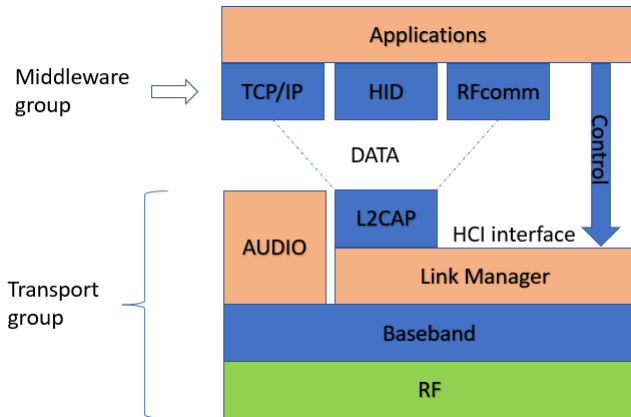 Applications
Middleware
group
TCP/IP
HID
RFcomm
Control
DATA
L2CAP
AUDIO
HCI interface
Link Manager
Transport
group
Baseband
RF